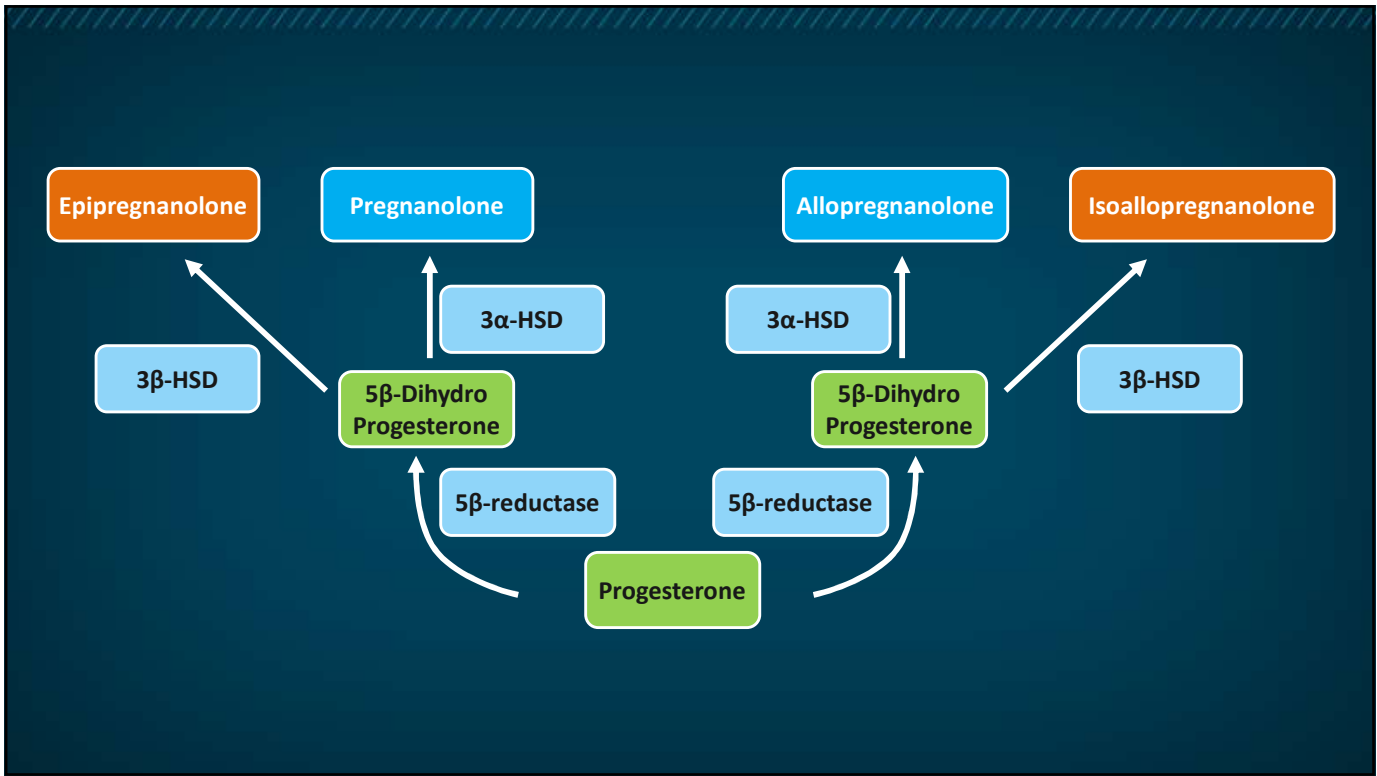 Epipregnanolone
Pregnanolone
Allopregnanolone
Isoallopregnanolone
3α-HSD
3α-HSD
3β-HSD
3β-HSD
5β-Dihydro
Progesterone
5β-Dihydro
Progesterone
5β-reductase
5β-reductase
Progesterone